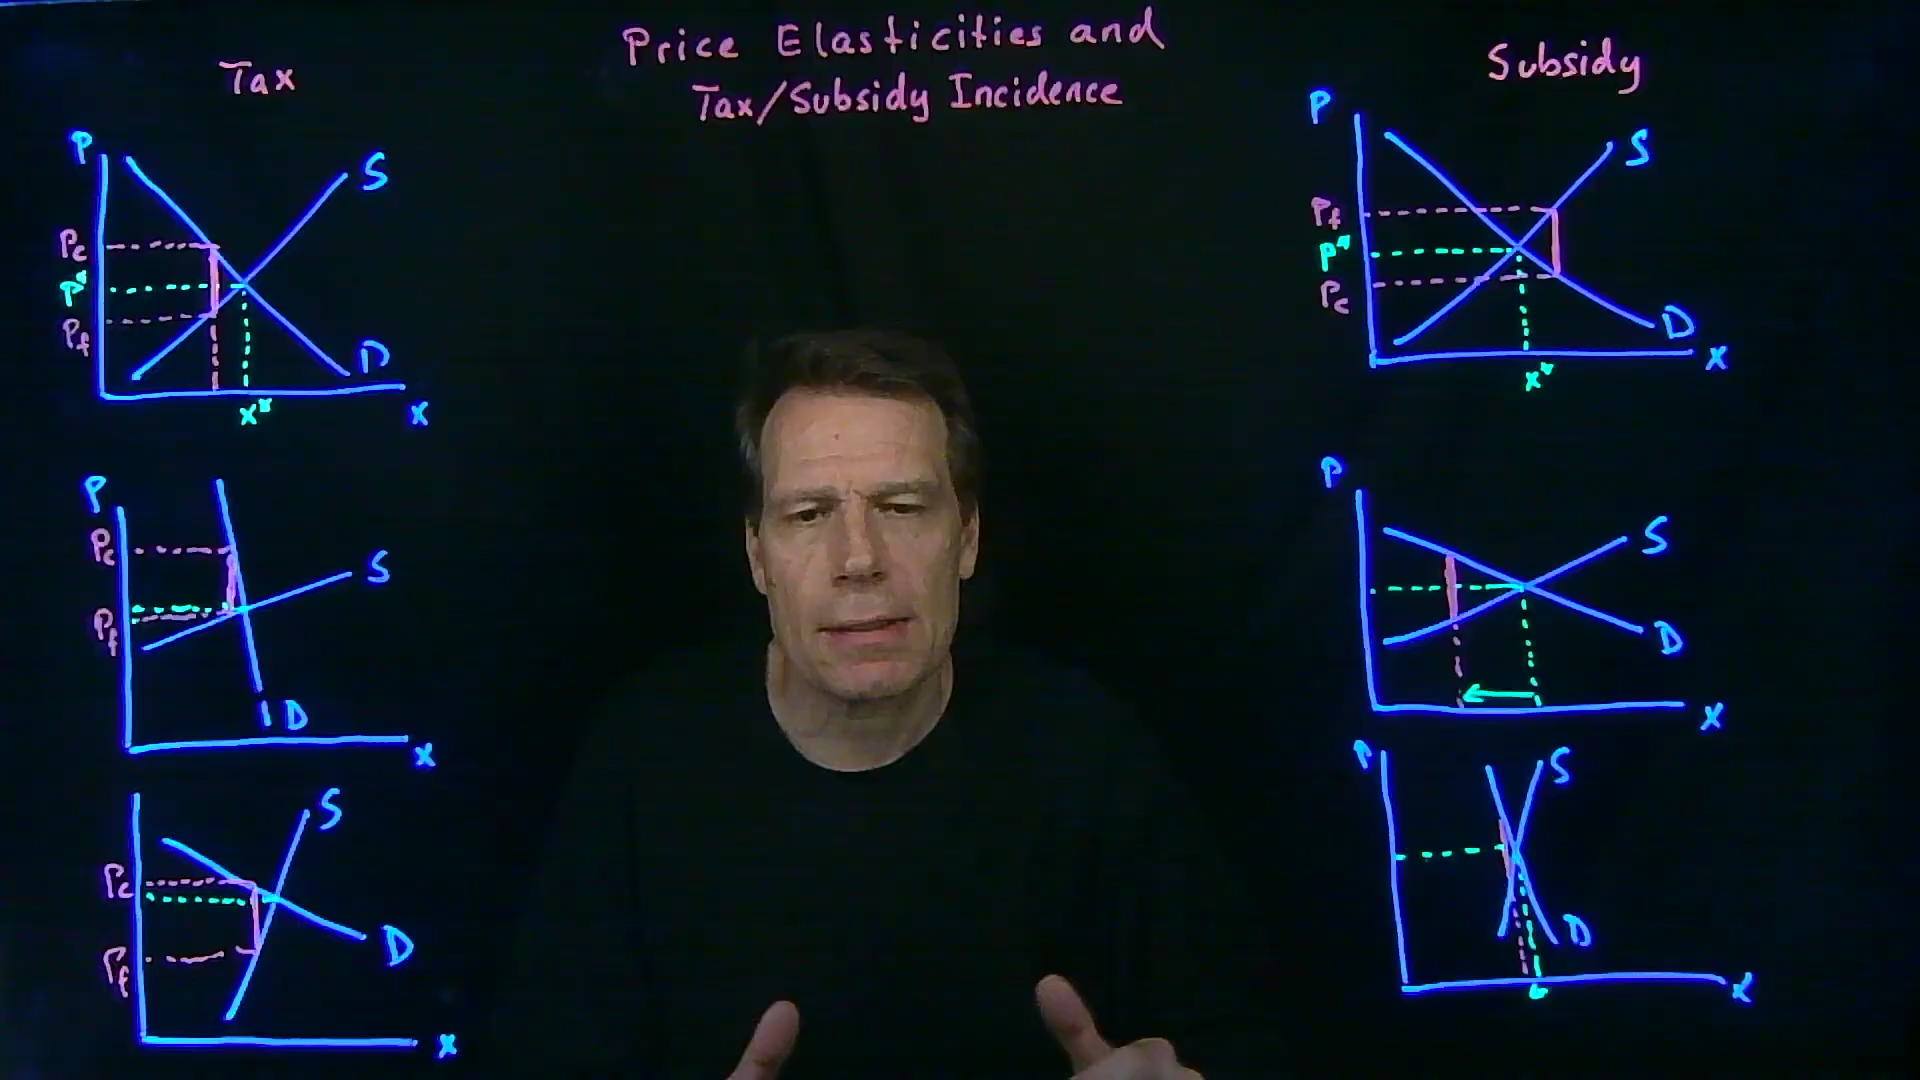 Price Elasticities and
Tax/Subsidy Incidence
Tax
P
S
Pc
P*
Pf
D
X*
X
P
Pc
S
Pf
D
X
S
Pc
D
Pf
X
Subsidy
P
S
Pf
P*
Pc
D
X
X*
P
S
D
X
P
S
D
X